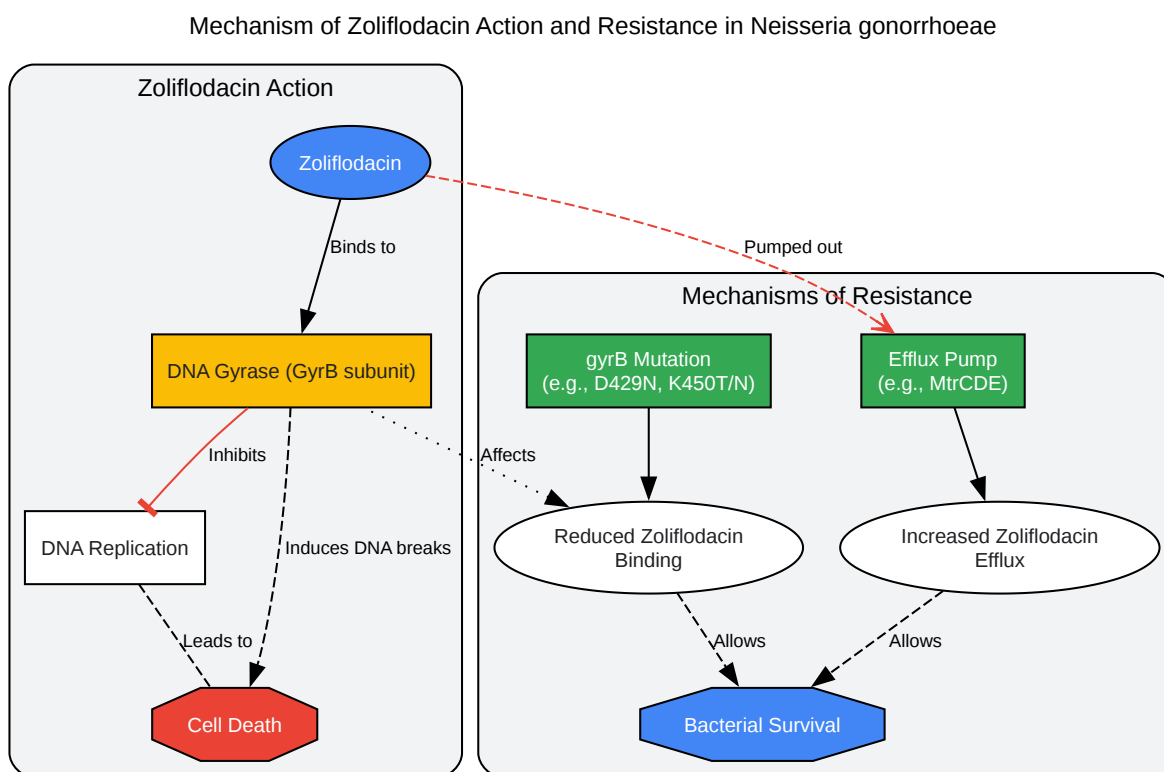 Mechanism of Zoliflodacin Action and Resistance in Neisseria gonorrhoeae
Zoliflodacin Action
Zoliflodacin
Binds to
Pumped out
Mechanisms of Resistance
DNA Gyrase (GyrB subunit)
gyrB Mutation
(e.g., D429N, K450T/N)
Efflux Pump
(e.g., MtrCDE)
Inhibits
Affects
DNA Replication
Induces DNA breaks
Reduced Zoliflodacin
Binding
Increased Zoliflodacin
Efflux
Leads to
Allows
Allows
Cell Death
Bacterial Survival